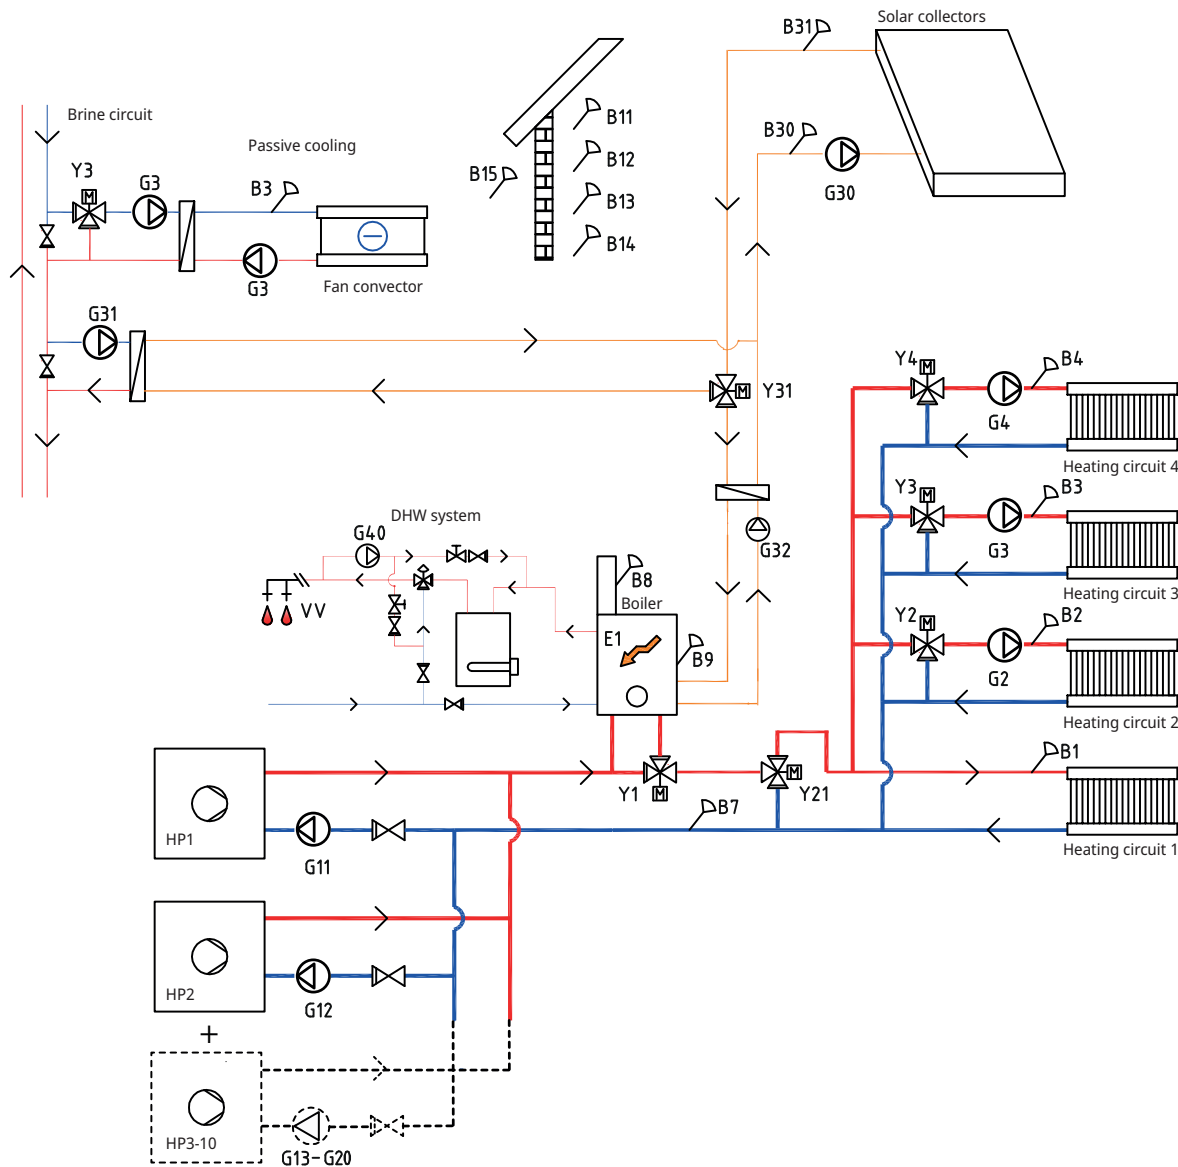 Solar collectors
B31
Brine circuit
B11
Passive cooling
B30
B12
Y3
G3
B3
B15
B13
G30
B14
G3
Fan convector
G31
Y4
B4
Y31
G4
Heating circuit 4
Y3
B3
DHW system
G40
G32
G3
B8
Heating circuit 3
Boiler
VV
Y2
B2
E1
B9
G2
Heating circuit 2
M
B1
Y1
Y21
B7
HP1
G11
Heating circuit 1
HP2
G12
+
HP3-10
G13-G20